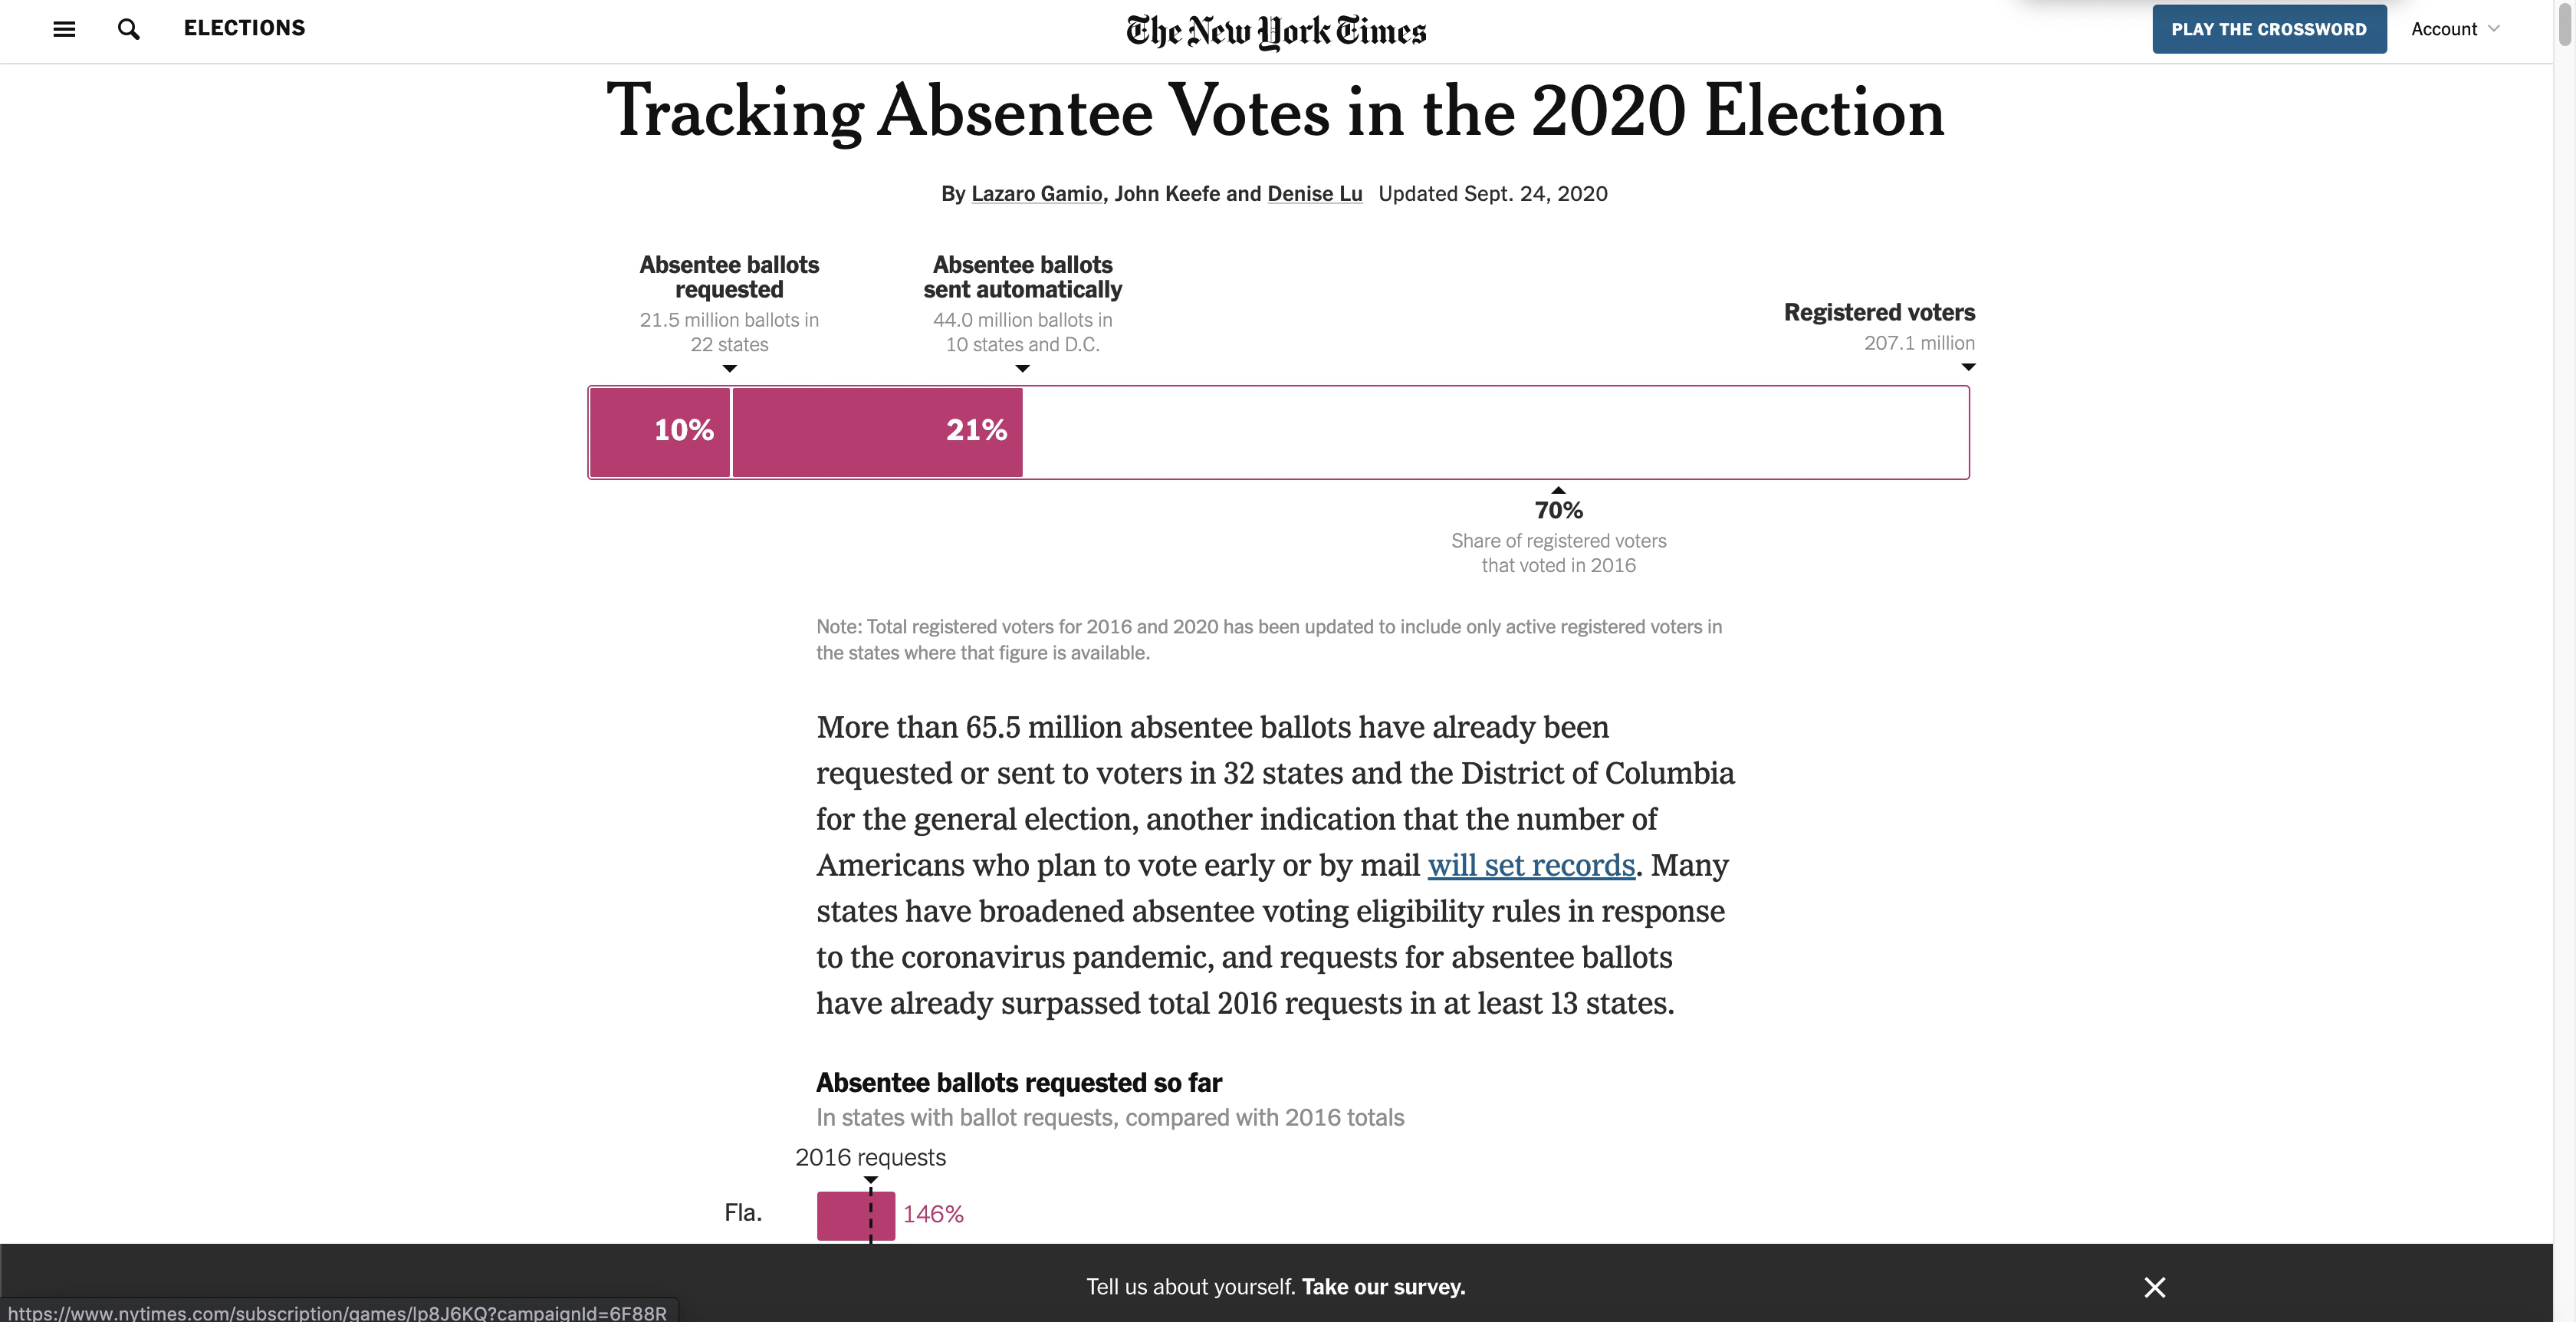 ELECTIONS
The New York Times
PLAY THE CROSSWORD
Account
Tracking Absentee Votes in the 2020 Election
By Lazaro Gamio, John Keefe and Denise Lu Updated Sept. 24, 2020
Absentee ballots
requested
21.5 million ballots in
22 states
Absentee ballots
sent automatically
44.0 million ballots in
10 states and D.C.
Registered voters
207.1 million
10%
21%
70%
Share of registered voters
that voted in 2016
Note: Total registered voters for 2016 and 2020 has been updated to include only active registered voters in
the states where that figure is available.
More than 65.5 million absentee ballots have already been
requested or sent to voters in 32 states and the District of Columbia
for the general election, another indication that the number of
Americans who plan to vote early or by mail will set records. Many
states have broadened absentee voting eligibility rules in response
to the coronavirus pandemic, and requests for absentee ballots
have already surpassed total 2016 requests in at least 13 states.
Absentee ballots requested so far
In states with ballot requests, compared with 2016 totals
2016 requests
Fla.
146%
Tell us about yourself. Take our survey.
https://www.nytimes.com/subscription/games/lp8J6KQ?campaignId=6F88R